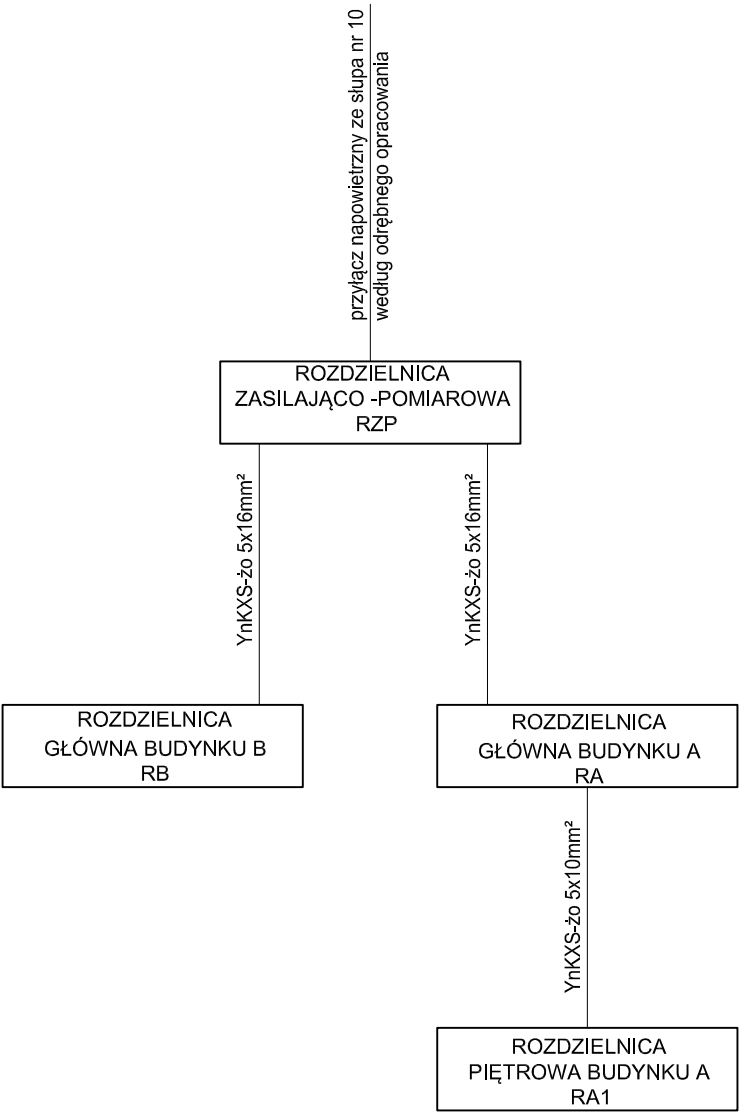 przyłącz napowietrzny ze słupa nr 10
według odrębnego opracowania
ROZDZIELNICA
ZASILAJĄCO -POMIAROWA
RZP
YnKXS-żo 5x16mm²
YnKXS-żo 5x16mm²
ROZDZIELNICA
GŁÓWNA BUDYNKU B
RB
ROZDZIELNICA
GŁÓWNA BUDYNKU A
RA
YnKXS-żo 5x10mm²
ROZDZIELNICA
PIĘTROWA BUDYNKU A
RA1